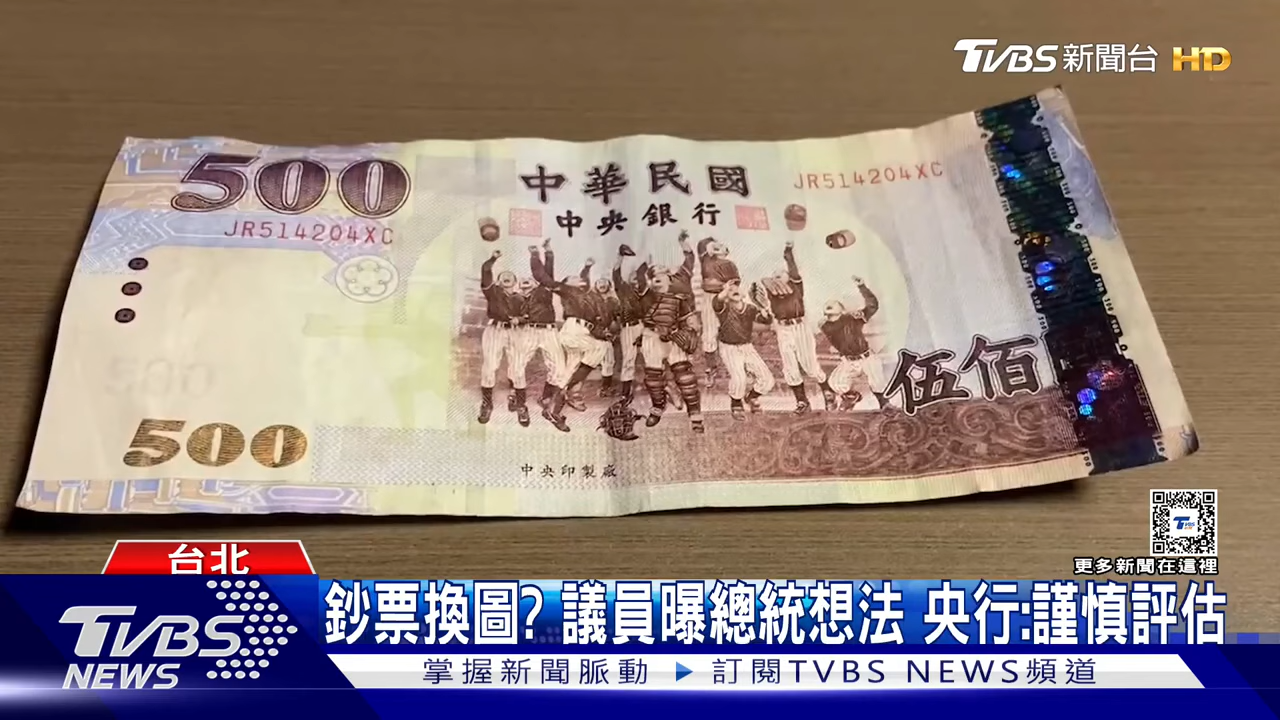 TVBS新聞台 HD
500
中華民國
JR514204XC
JR514204XC
中央銀行
伍佰
500
500
中央印製廠
更多新聞在這裡
台北
TVBS NEWS
鈔票換圖? 議員曝總統想法 央行:謹慎評估
掌握新聞脈動 ▶ 訂閱TVBS NEWS頻道